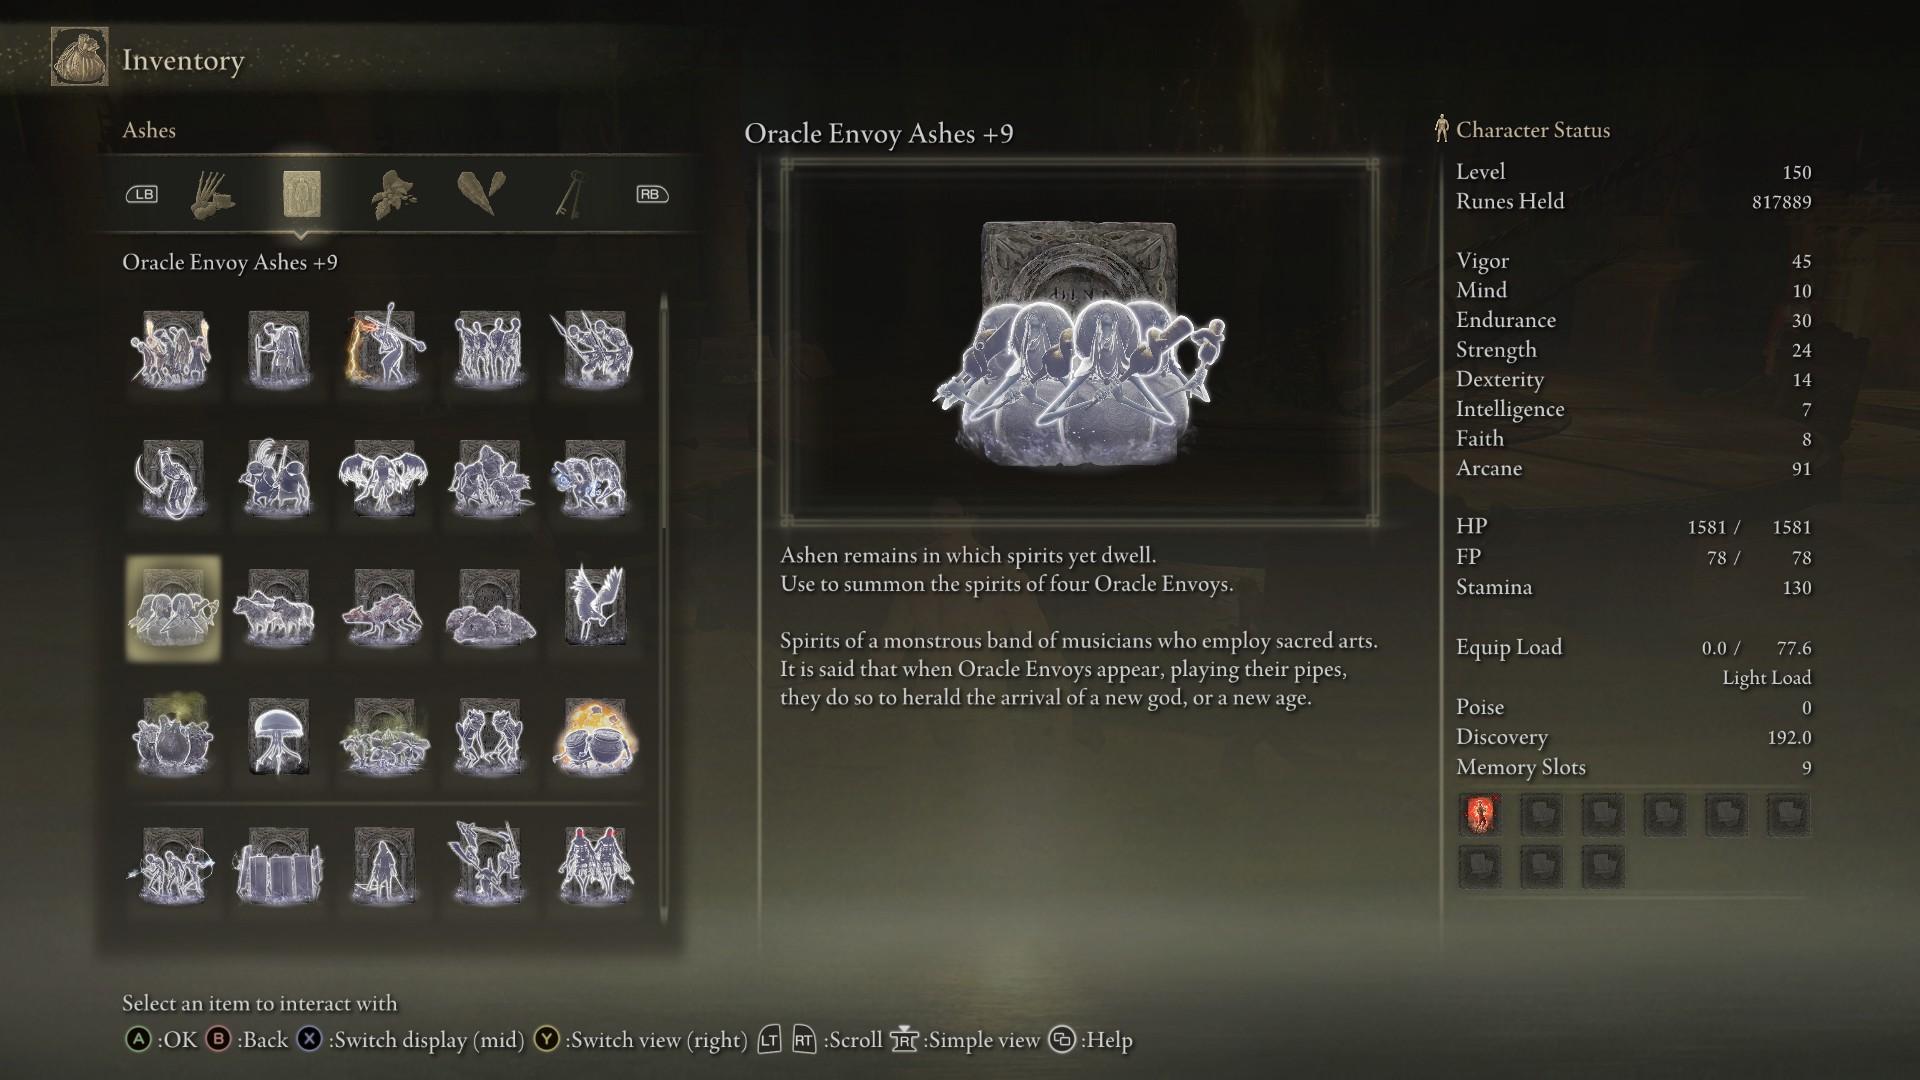 Inventory
Ashes
LB
RB
Oracle Envoy Ashes +9
Oracle Envoy Ashes +9
Ashen remains in which spirits yet dwell.
Use to summon the spirits of four Oracle Envoys.
Spirits of a monstrous band of musicians who employ sacred arts.
It is said that when Oracle Envoys appear, playing their pipes,
they do so to herald the arrival of a new god, or a new age.
Character Status
Level 150
Runes Held 817889
Vigor 45
Mind 10
Endurance 30
Strength 24
Dexterity 14
Intelligence 7
Faith 8
Arcane 91
HP 1581 / 1581
FP 78 / 78
Stamina 130
Equip Load 0.0 / 77.6
Light Load
Poise 0
Discovery 192.0
Memory Slots 9
Select an item to interact with
A :OK B :Back X :Switch display (mid) Y :Switch view (right) LT RT :Scroll R :Simple view :Help